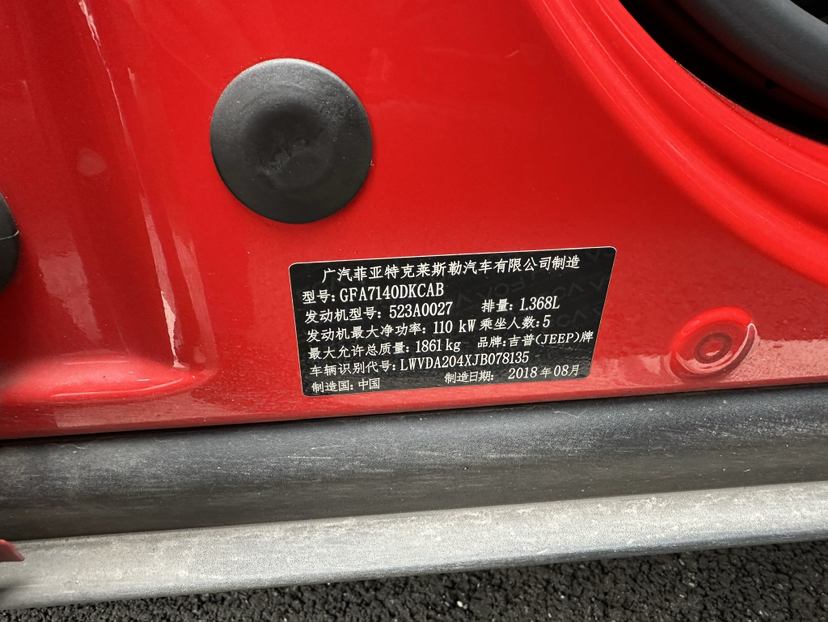 广汽菲亚特克莱斯勒汽车有限公司制造
型号:GFA7140DKCAB
发动机型号: 523A0027 排量: 1.368L
发动机最大净功率: 110 kW 乘坐人数: 5
最大允许总质量: 1861 kg 品牌:吉普(JEEP)牌
车辆识别代号: LWVDA204XJB078135
制造国: 中国 制造日期: 2018 年 08月